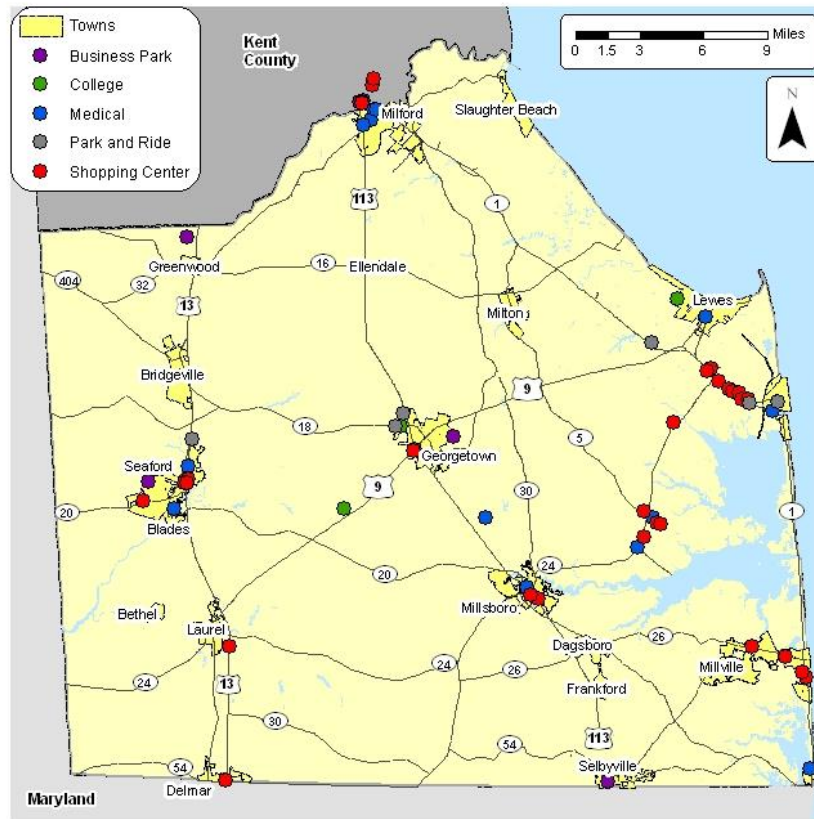 Towns
Business Park
College
Medical
Park and Ride
Shopping Center
Kent
County
Miles
0 1.5 3 6 9
N
Milford
Slaughter Beach
113
1
404
32
16
Greenwood
Ellendale
13
Lewes
Milton
Bridgeville
9
18
5
Georgetown
Seaford
9
30
20
Blades
1
24
20
Bethel
Millsboro
Laurel
Dagsboro
26
24
13
24
26
Millville
Frankford
30
113
54
54
Selbyville
Delmar
Maryland